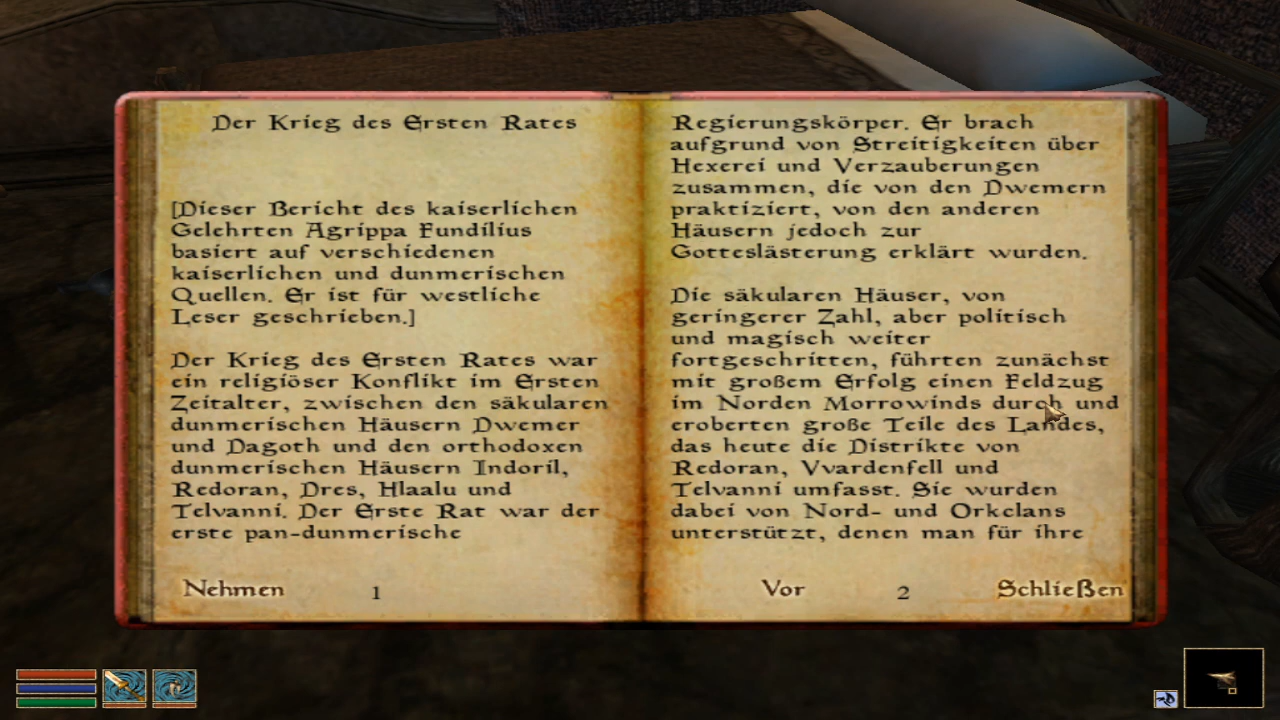 Der Krieg des Ersten Rates
[Dieser Bericht des kaiserlichen
Gelehrten Agrippa Fundilius
basiert auf verschiedenen
kaiserlichen und dunmerischen
Quellen. Er ist für westliche
Leser geschrieben.]
Der Krieg des Ersten Rates war
ein religiöser Konflikt im Ersten
Zeitalter, zwischen den säkularen
dunmerischen Häusern Dwemer
und Dagoth und den orthodoxen
dunmerischen Häusern Indoril,
Redoran, Dres, Hlaalu und
Telvanni. Der Erste Rat war der
erste pan-dunmerische
Nehmen
1
Regierungskörper. Er brach
aufgrund von Streitigkeiten über
Hexerei und Verzauberungen
zusammen, die von den Dwemern
praktiziert, von den anderen
Häusern jedoch zur
Gotteslästerung erklärt wurden.
Die säkularen Häuser, von
geringerer Zahl, aber politisch
und magisch weiter
fortgeschritten, führten zunächst
mit großem Erfolg einen Feldzug
im Norden Morrowinds durch und
eroberten große Teile des Landes,
das heute die Distrikte von
Redoran, Vvardenfell und
Telvanni umfasst. Sie wurden
dabei von Nord- und Orkclans
unterstützt, denen man für ihre
Vor
2
Schließen